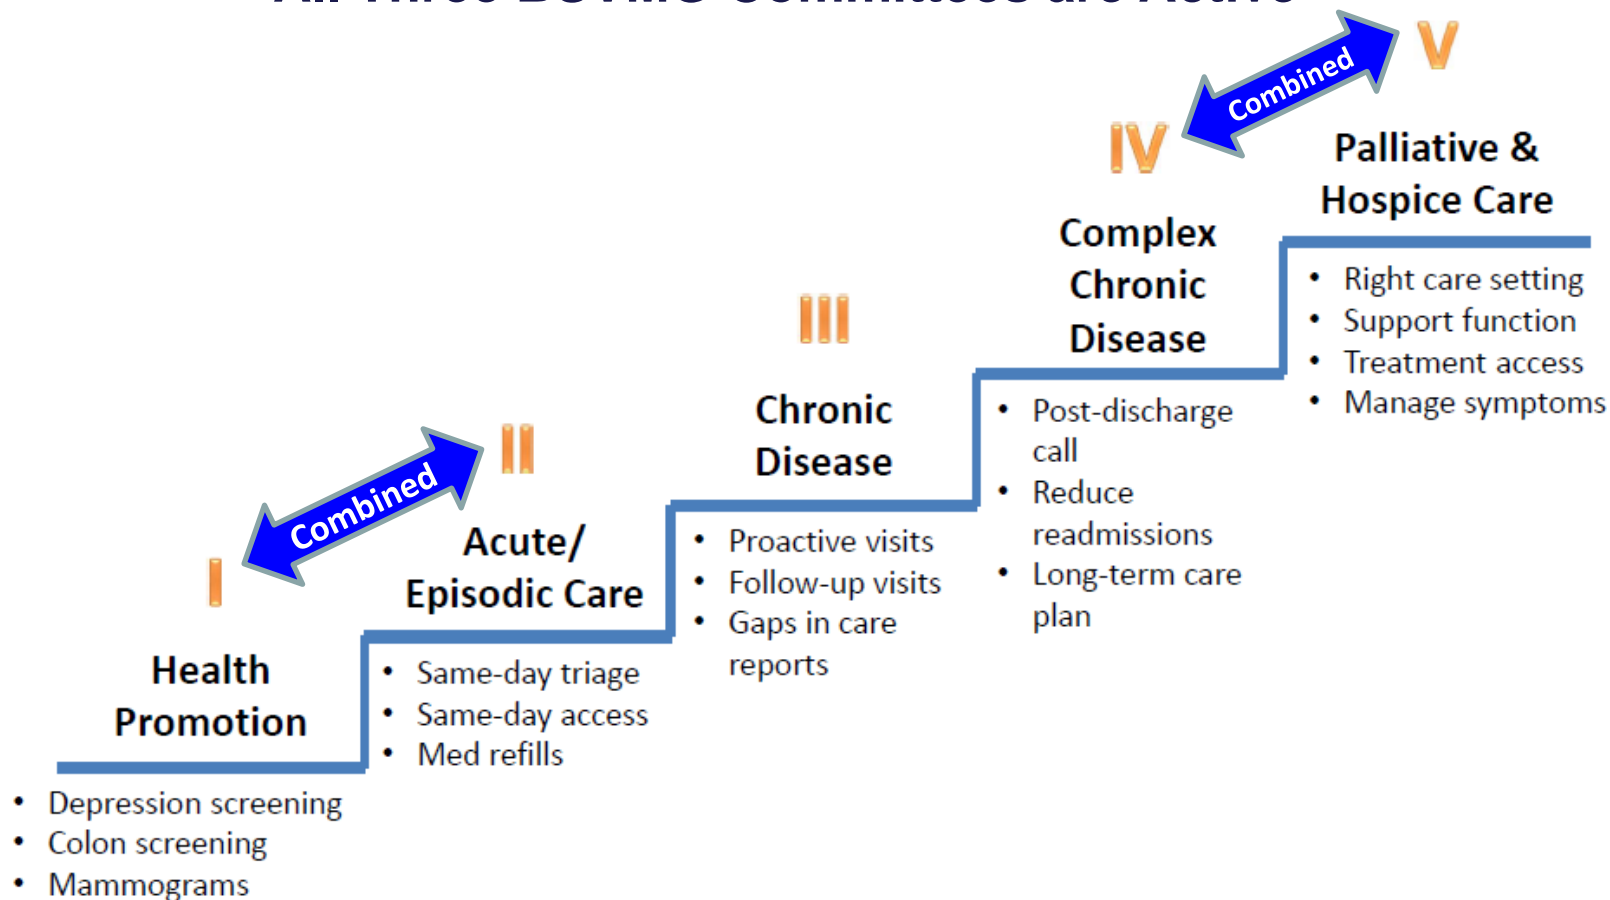 Committees are Active
V
Combined
IV
Palliative &
Hospice Care
Complex
Chronic
Disease
• Right care setting
• Support function
• Treatment access
• Manage symptoms
III
Chronic
Disease
• Post-discharge
call
• Reduce
readmissions
• Long-term care
plan
II
Combined
I
Acute/
Episodic Care
• Proactive visits
• Follow-up visits
• Gaps in care
reports
Health
Promotion
• Same-day triage
• Same-day access
• Med refills
• Depression screening
• Colon screening
• Mammograms